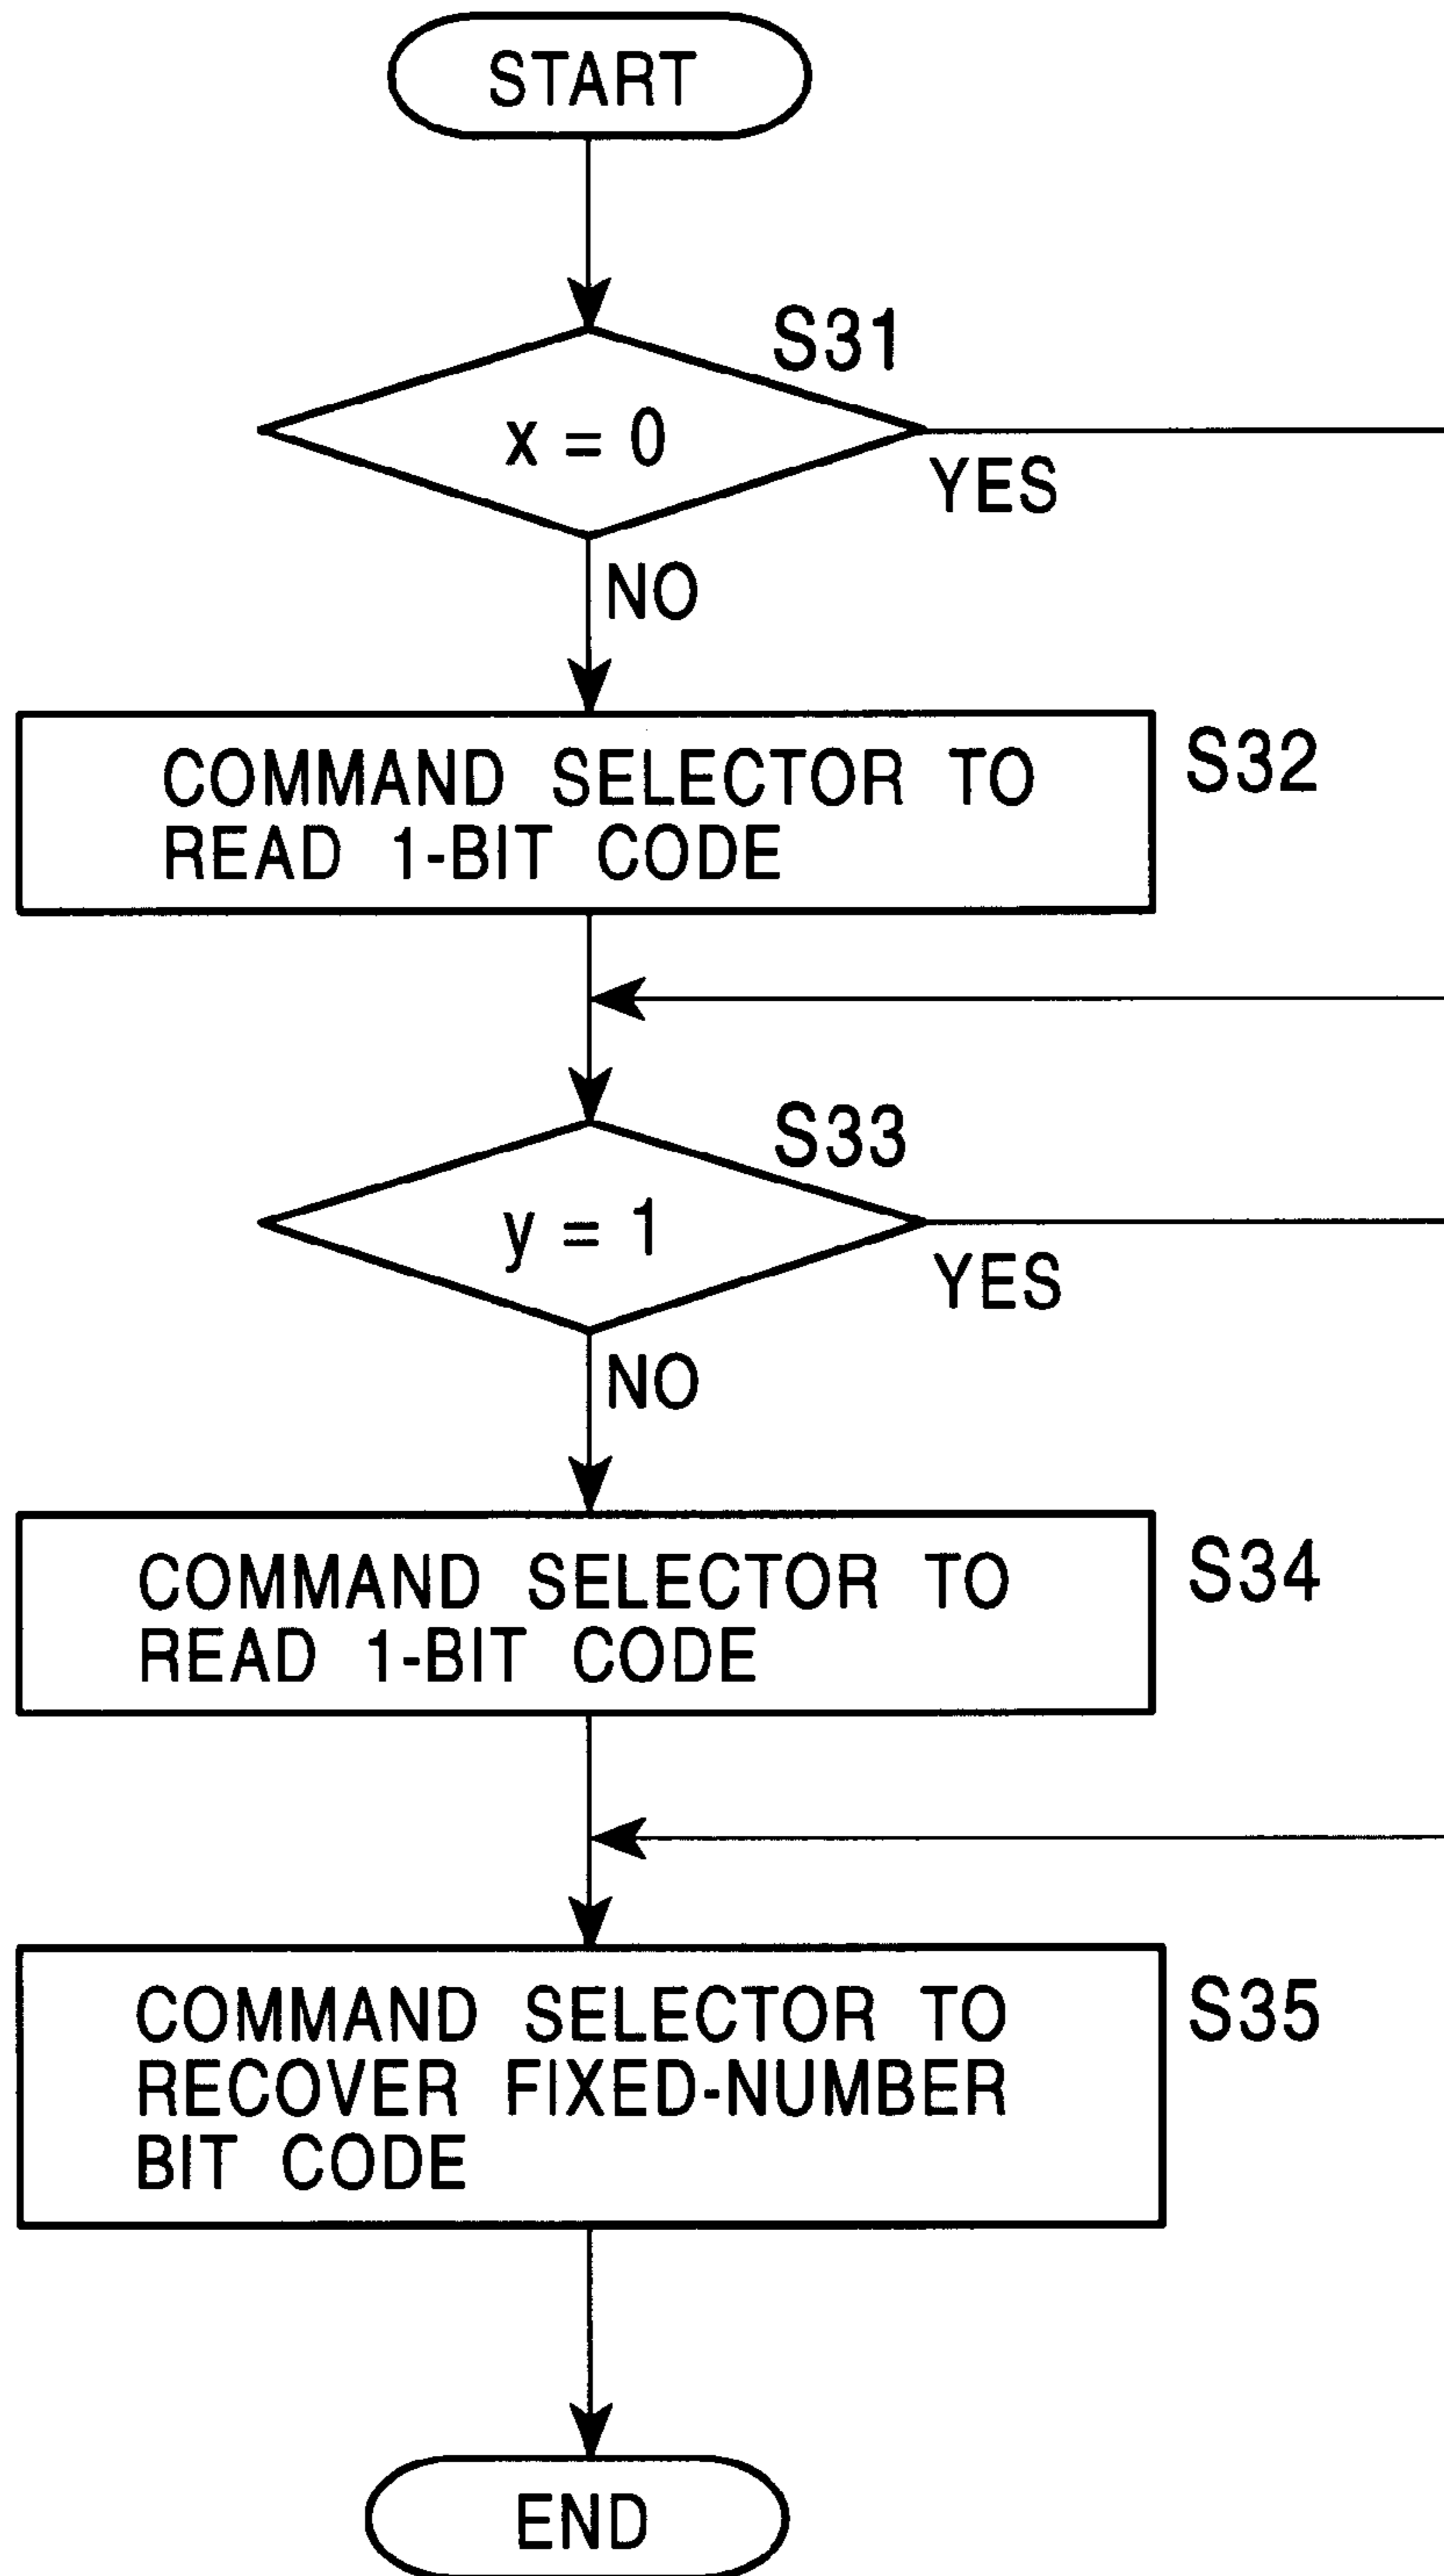 START
S31
x = 0
YES
NO
COMMAND SELECTOR TO
READ 1-BIT CODE
S32
S33
y = 1
YES
NO
COMMAND SELECTOR TO
READ 1-BIT CODE
S34
COMMAND SELECTOR TO
RECOVER FIXED-NUMBER
BIT CODE
S35
END